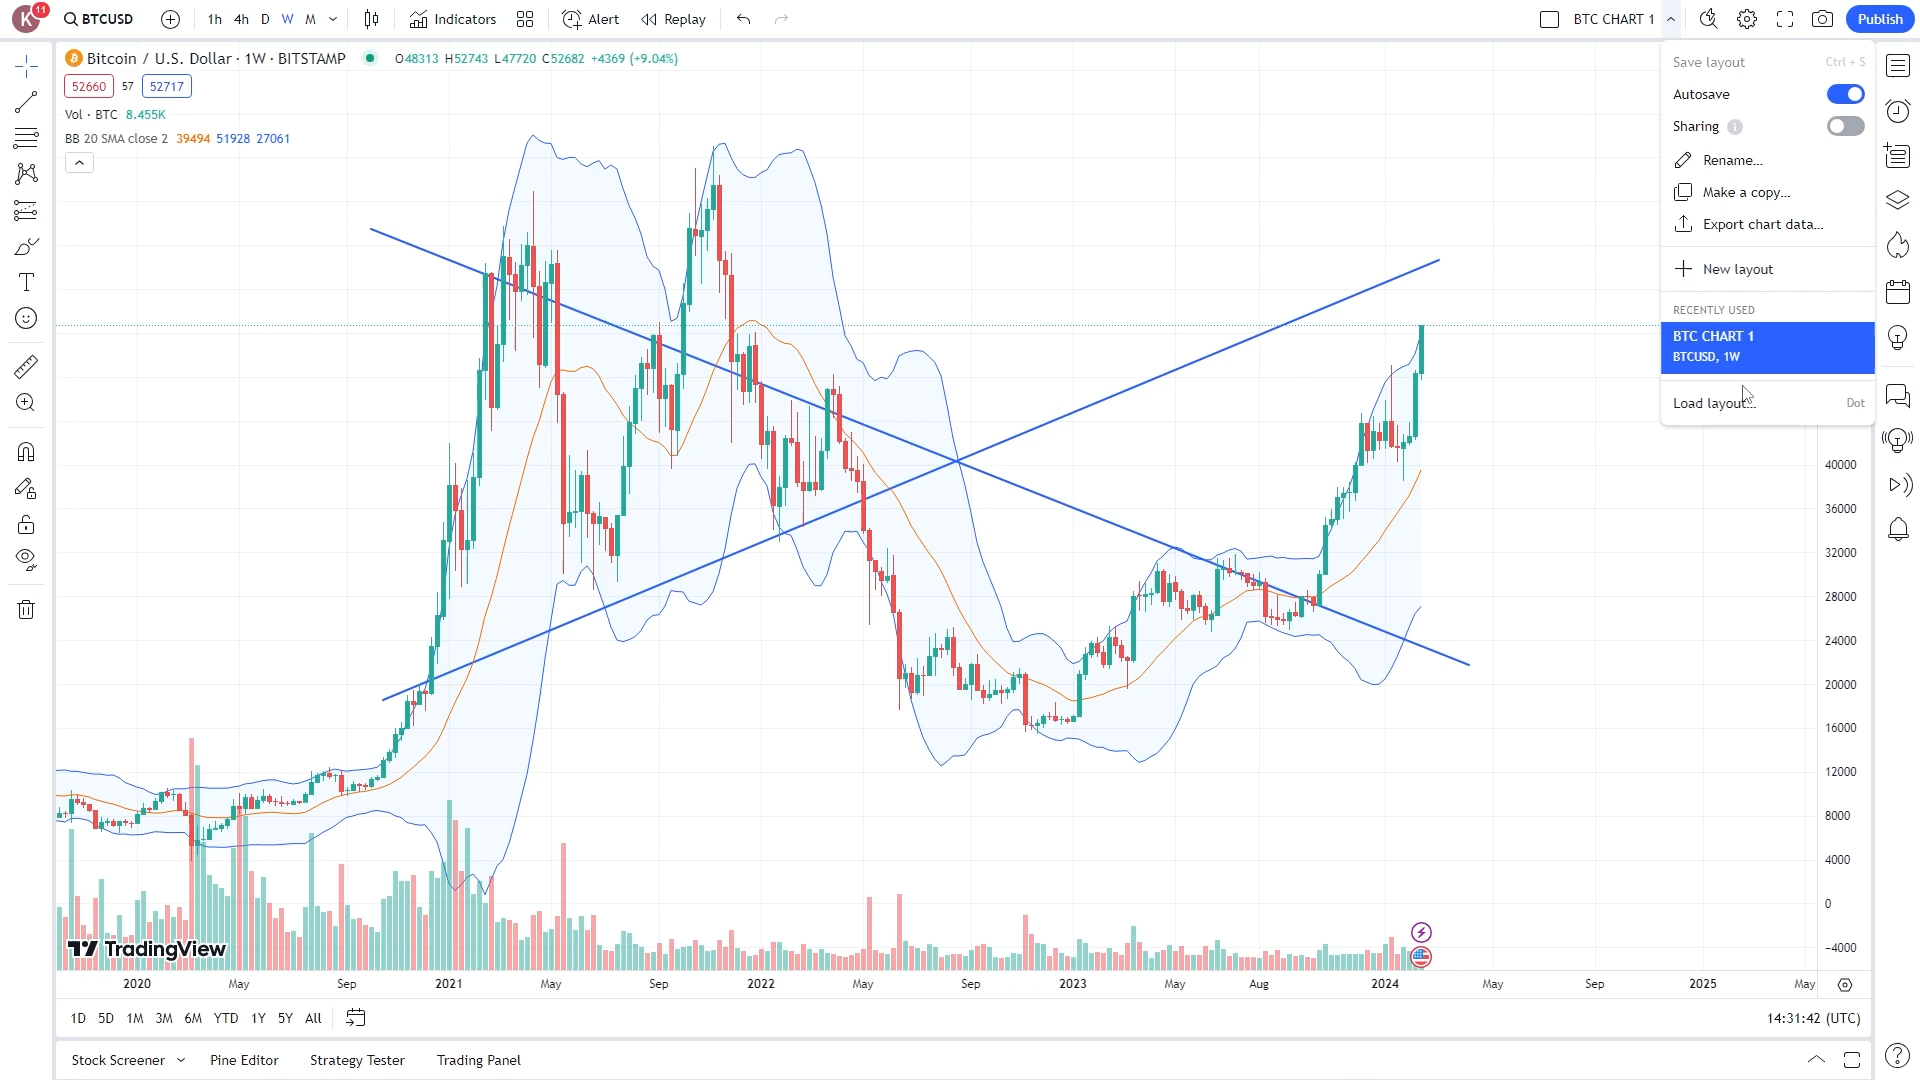 K 11
BTCUSD 1h 4h D W M Indicators Alert Replay BTC CHART 1 Publish
Bitcoin / U.S. Dollar · 1W · BITSTAMP O48313 H52743 L47720 C52682 +4369 (+9.04%)
52660 57 52717
Vol · BTC 8.455K
BB 20 SMA close 2 39494 51928 27061
Save layout Ctrl + S
Autosave
Sharing
Rename...
Make a copy...
Export chart data...
New layout
RECENTLY USED
BTC CHART 1
BTCUSD, 1W
Load layout... Dot
40000
36000
32000
28000
24000
20000
16000
12000
8000
4000
0
−4000
TradingView
2020 May Sep 2021 May Sep 2022 May Sep 2023 May Aug 2024 May Sep 2025 May
1D 5D 1M 3M 6M YTD 1Y 5Y All 14:31:42 (UTC)
Stock Screener Pine Editor Strategy Tester Trading Panel